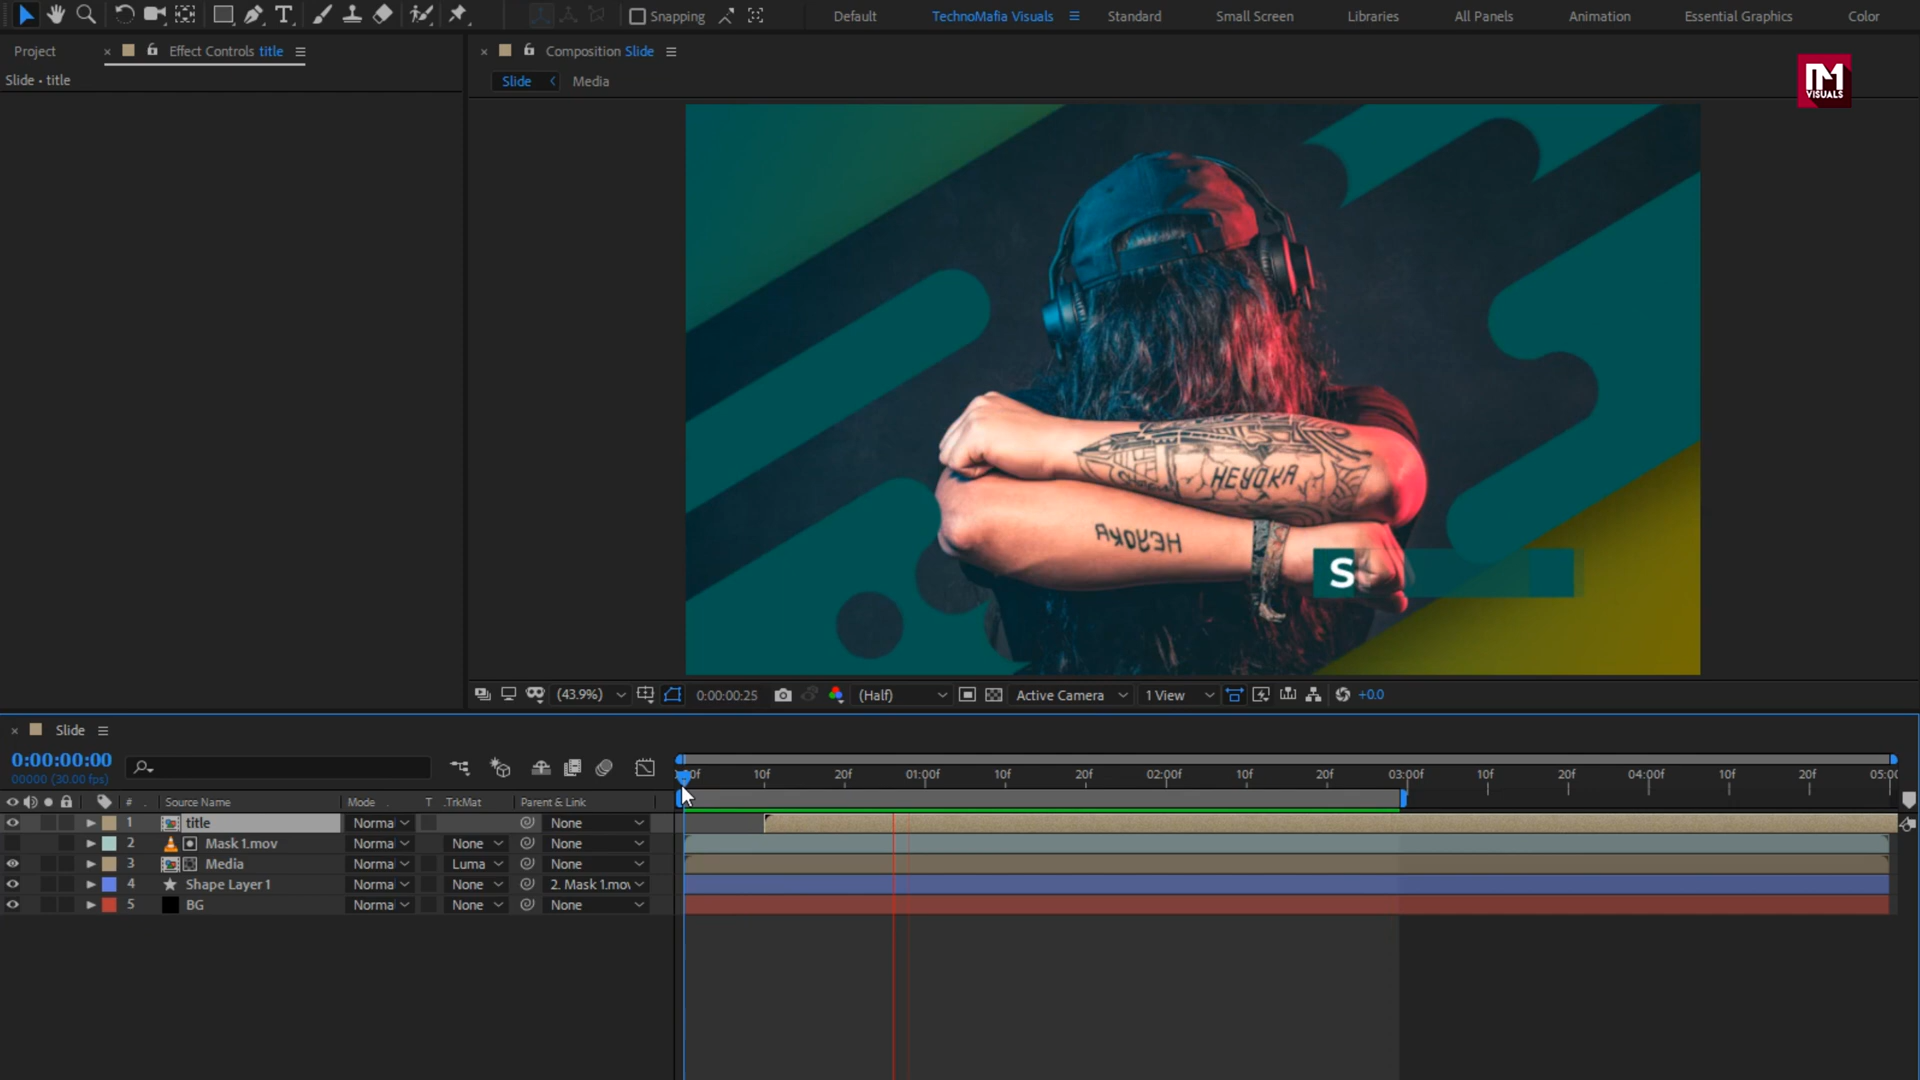 Snapping
Default
TechnoMafia Visuals
Standard
Small Screen
Libraries
All Panels
Animation
Essential Graphics
Color
Project
Effect Controls title
Composition Slide
Slide • title
Slide
Media
TM
VISUALS
HEYOKA
HEYOKA
S
(43.9%)
0:00:00:25
(Half)
Active Camera
1 View
+0.0
Slide
0:00:00:00
00000 (30.00 fps)
10f 20f 01:00f 10f 20f 02:00f 10f 20f 03:00f 10f 20f 04:00f 10f 20f 05:00
# Source Name Mode T .TrkMat Parent & Link
1 title Norma None
2 Mask 1.mov Norma None None
3 Media Norma Luma None
4 Shape Layer 1 Norma None 2. Mask 1.mov
5 BG Norma None None